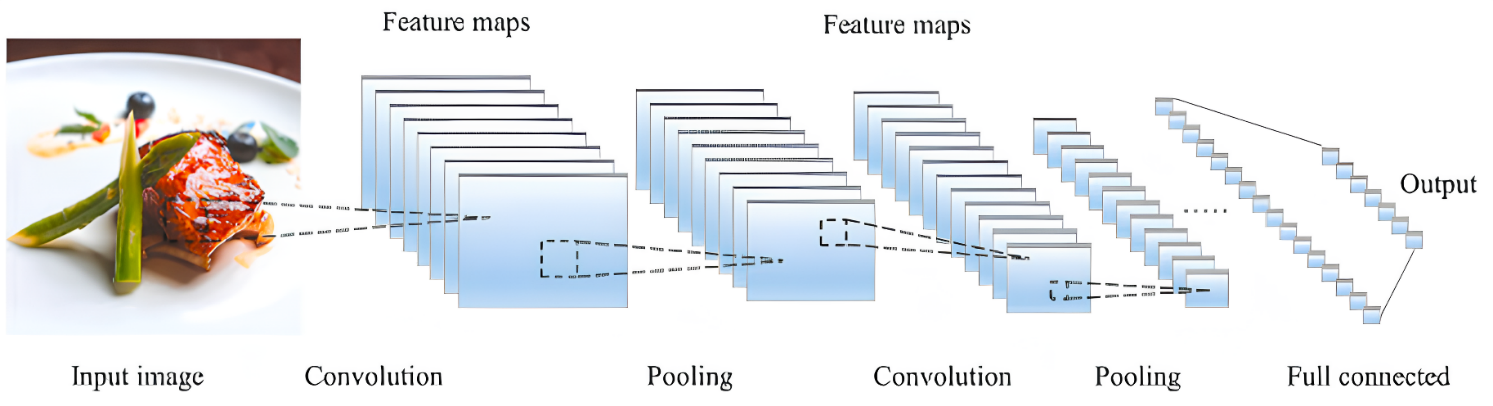 Feature maps
Feature maps
Output
Input image
Convolution
Pooling
Convolution
Pooling
Full connected